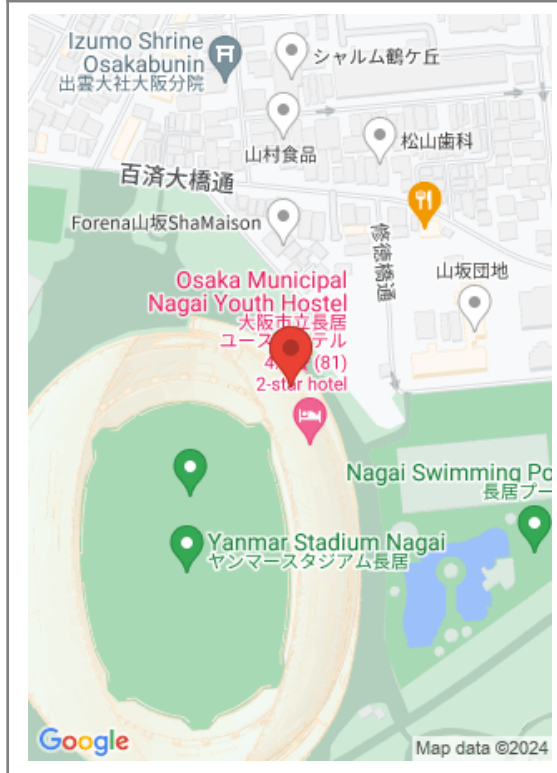 Izumo Shrine
Osakabunin
出雲大社大阪分院
シャルム鶴ケ丘
山村食品
松山歯科
百済大橋通
Forena山坂ShaMaison
修徳橋通
山坂団地
Osaka Municipal
Nagai Youth Hostel
大阪市立長居
(81)
2-star hotel
Nagai Swimming Po
長居プー
Yanmar Stadium Nagai
ヤンマースタジアム長居
Google
Map data ©2024